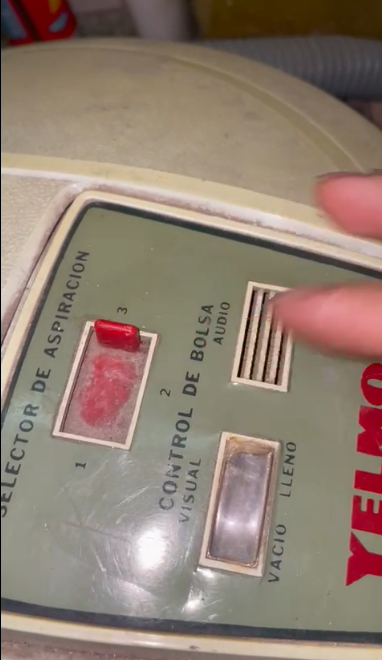 SELECTOR DE ASPIRACION
1
2
3
CONTROL DE BOLSA
VISUAL
AUDIO
VACIO
LLENO
YELMO